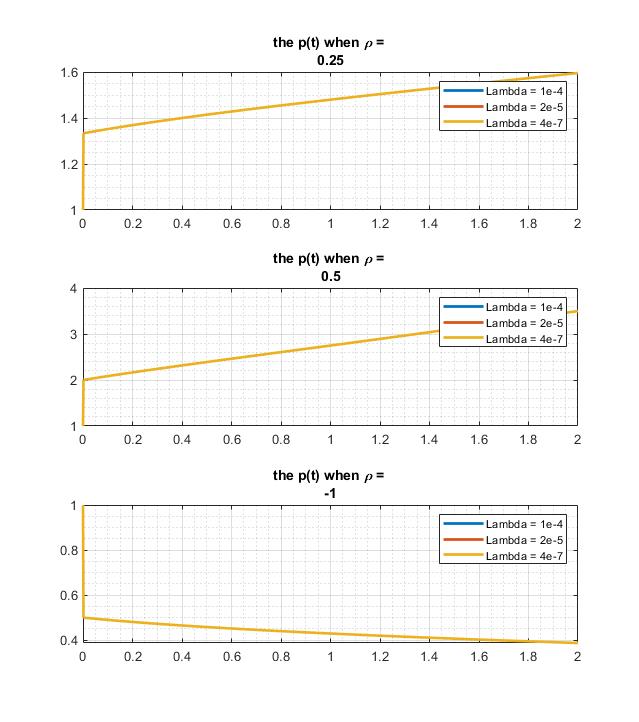 the p(t) when ρ =
0.25
1.6
1.4
1.2
1
0 0.2 0.4 0.6 0.8 1 1.2 1.4 1.6 1.8 2
Lambda = 1e-4
Lambda = 2e-5
Lambda = 4e-7
the p(t) when ρ =
0.5
4
3
2
1
0 0.2 0.4 0.6 0.8 1 1.2 1.4 1.6 1.8 2
Lambda = 1e-4
Lambda = 2e-5
Lambda = 4e-7
the p(t) when ρ =
-1
1
0.8
0.6
0.4
0 0.2 0.4 0.6 0.8 1 1.2 1.4 1.6 1.8 2
Lambda = 1e-4
Lambda = 2e-5
Lambda = 4e-7